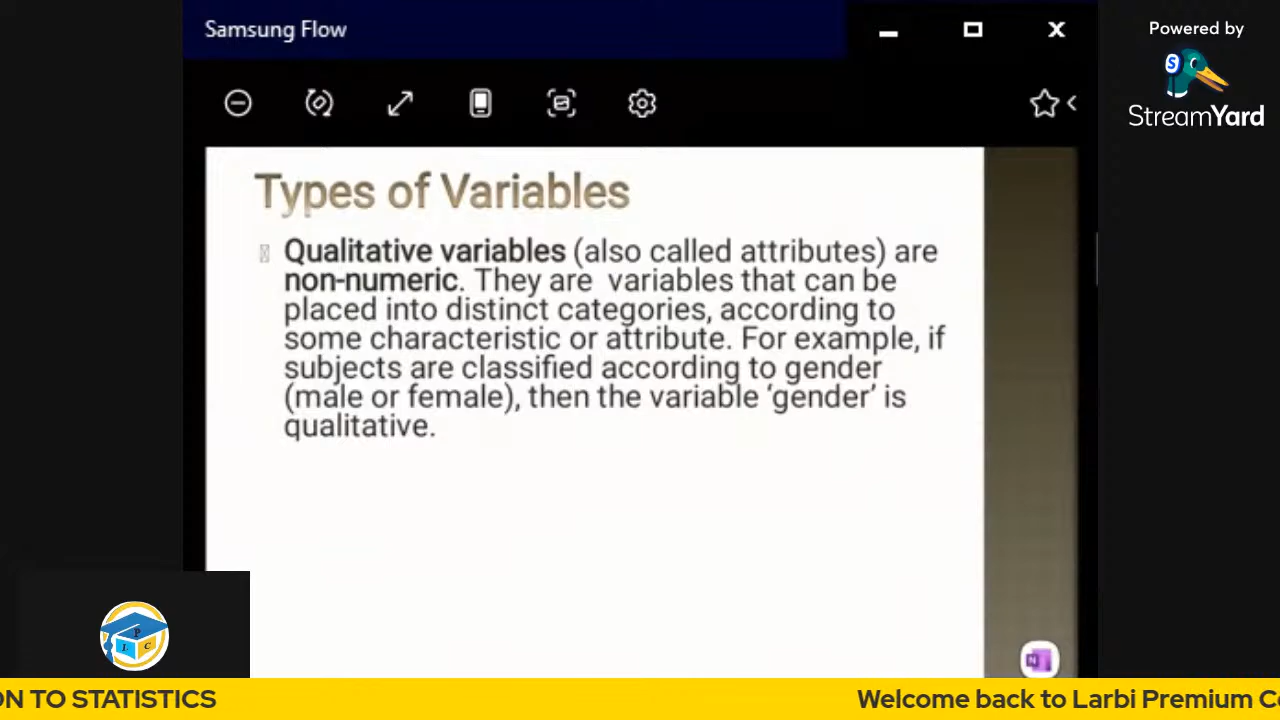 Samsung Flow
Powered by
StreamYard
Types of Variables
Qualitative variables (also called attributes) are
non-numeric. They are variables that can be
placed into distinct categories, according to
some characteristic or attribute. For example, if
subjects are classified according to gender
(male or female), then the variable ‘gender’ is
qualitative.
P
L C
N
ON TO STATISTICS
Welcome back to Larbi Premium Co